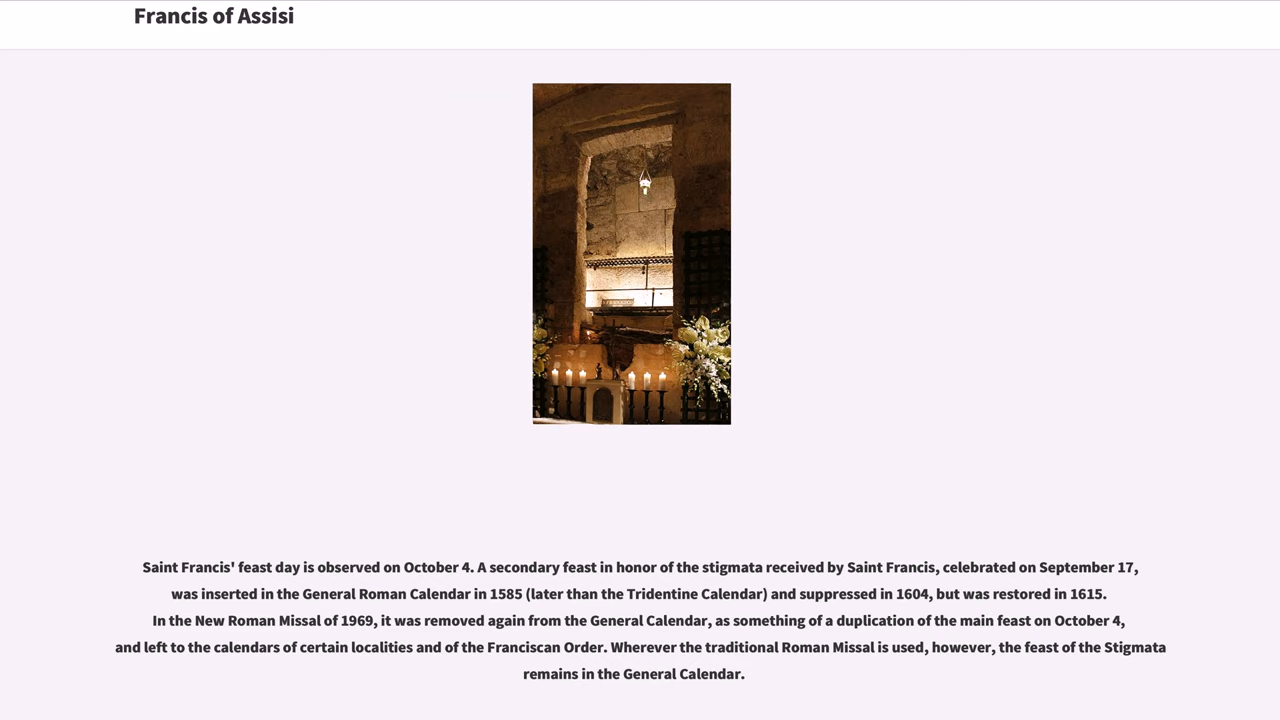 Francis of Assisi
Saint Francis' feast day is observed on October 4. A secondary feast in honor of the stigmata received by Saint Francis, celebrated on September 17,
was inserted in the General Roman Calendar in 1585 (later than the Tridentine Calendar) and suppressed in 1604, but was restored in 1615.
In the New Roman Missal of 1969, it was removed again from the General Calendar, as something of a duplication of the main feast on October 4,
and left to the calendars of certain localities and of the Franciscan Order. Wherever the traditional Roman Missal is used, however, the feast of the Stigmata
remains in the General Calendar.